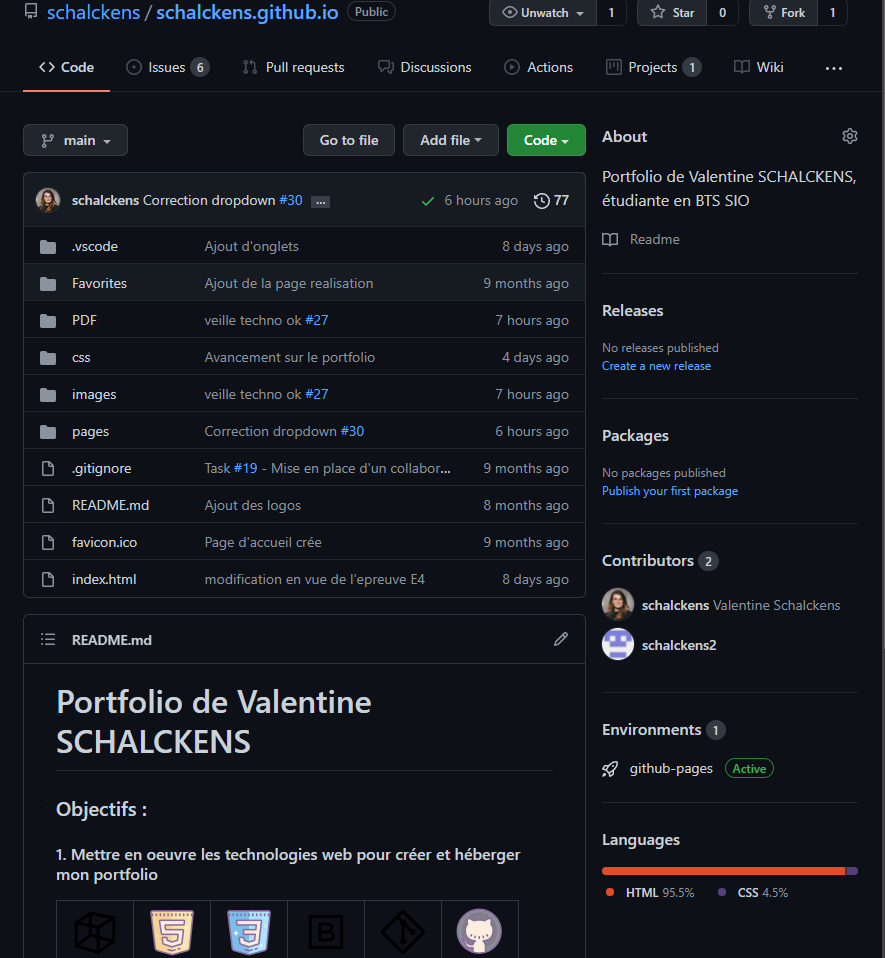 schalckens / schalckens.github.io Public
Unwatch 1 Star 0 Fork 1
Code Issues 6 Pull requests Discussions Actions Projects 1 Wiki ...
main Go to file Add file Code
schalckens Correction dropdown #30 ... 6 hours ago 77
.vscode Ajout d'onglets 8 days ago
Favorites Ajout de la page realisation 9 months ago
PDF veille techno ok #27 7 hours ago
css Avancement sur le portfolio 4 days ago
images veille techno ok #27 7 hours ago
pages Correction dropdown #30 6 hours ago
.gitignore Task #19 - Mise en place d'un collabor... 9 months ago
README.md Ajout des logos 8 months ago
favicon.ico Page d'accueil crée 9 months ago
index.html modification en vue de l'epreuve E4 8 days ago
README.md
Portfolio de Valentine
SCHALCKENS
Objectifs :
1. Mettre en oeuvre les technologies web pour créer et héberger
mon portfolio
5 3 B
About
Portfolio de Valentine SCHALCKENS,
étudiante en BTS SIO
Readme
Releases
No releases published
Create a new release
Packages
No packages published
Publish your first package
Contributors 2
schalckens Valentine Schalckens
schalckens2
Environments 1
github-pages Active
Languages
HTML 95.5% CSS 4.5%